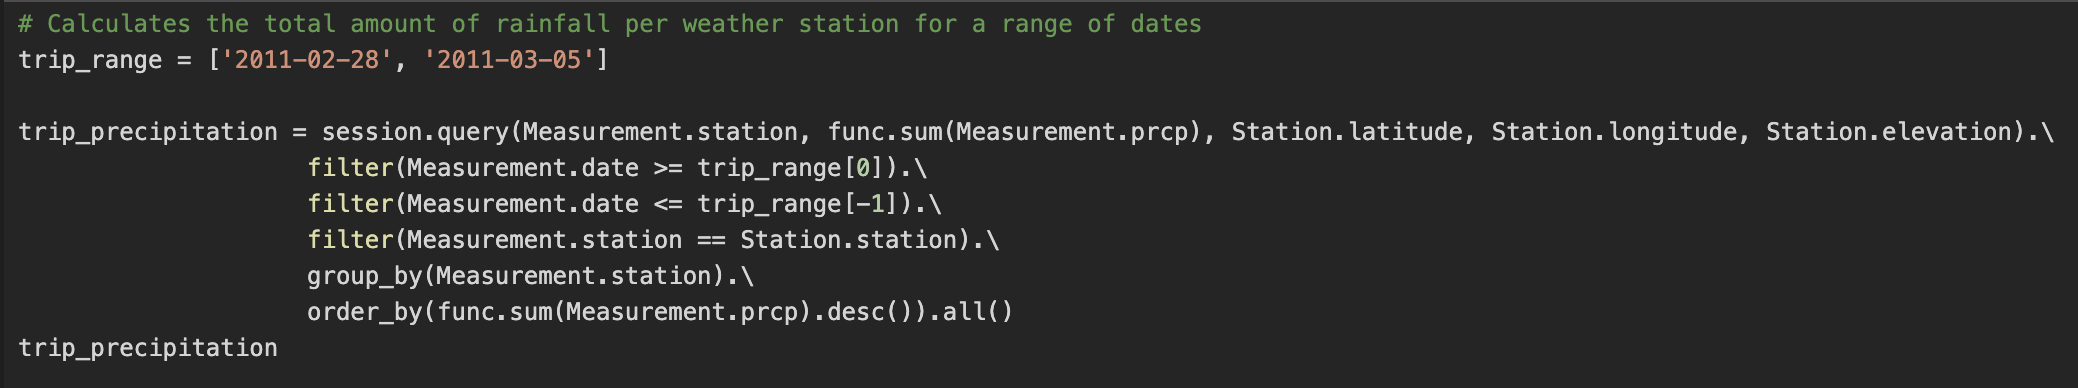 # Calculates the total amount of rainfall per weather station for a range of dates
trip_range = ['2011-02-28', '2011-03-05']

trip_precipitation = session.query(Measurement.station, func.sum(Measurement.prcp), Station.latitude, Station.longitude, Station.elevation).\
                    filter(Measurement.date >= trip_range[0]).\
                    filter(Measurement.date <= trip_range[-1]).\
                    filter(Measurement.station == Station.station).\
                    group_by(Measurement.station).\
                    order_by(func.sum(Measurement.prcp).desc()).all()
trip_precipitation